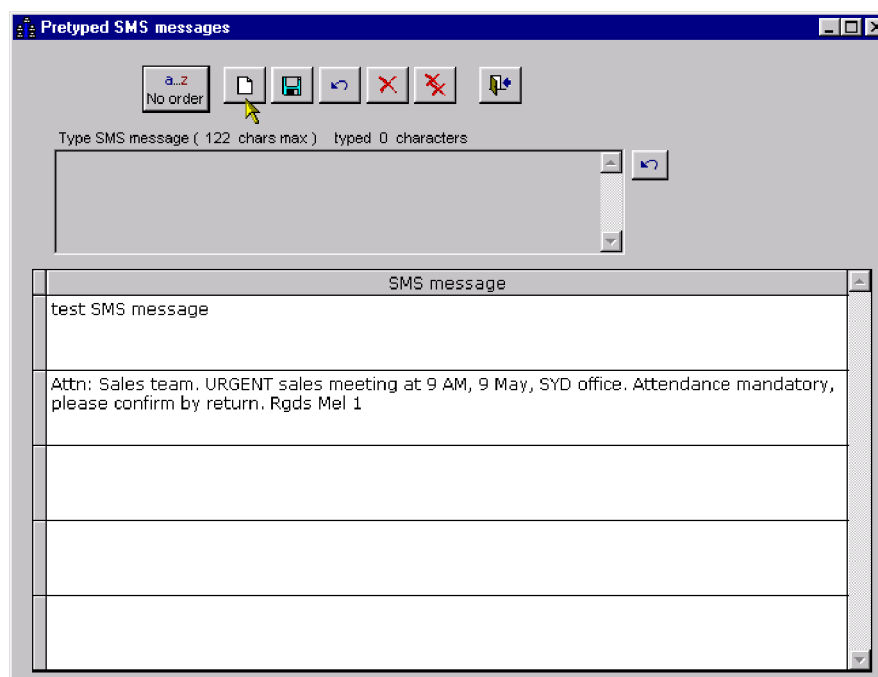 Pretyped SMS messages
a...z
No order
Type SMS message ( 122 chars max ) typed 0 characters
SMS message
test SMS message
Attn: Sales team. URGENT sales meeting at 9 AM, 9 May, SYD office. Attendance mandatory,
please confirm by return. Rgds Mel 1